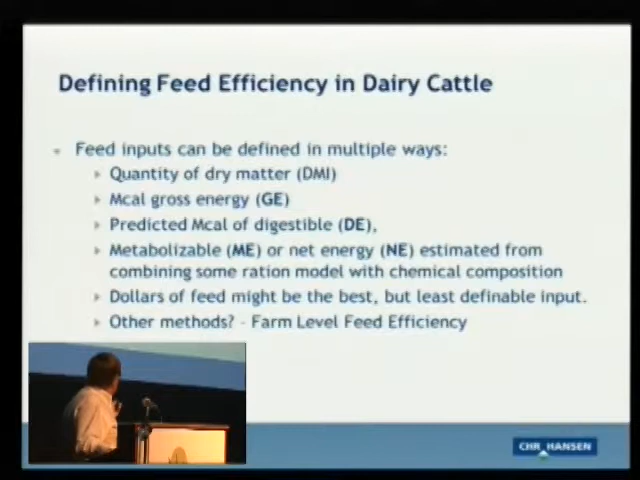 Defining Feed Efficiency in Dairy Cattle
Feed inputs can be defined in multiple ways:
Quantity of dry matter (DMI)
Mcal gross energy (GE)
Predicted Mcal of digestible (DE),
Metabolizable (ME) or net energy (NE) estimated from
combining some ration model with chemical composition
Dollars of feed might be the best, but least definable input.
Other methods? - Farm Level Feed Efficiency
CHR HANSEN